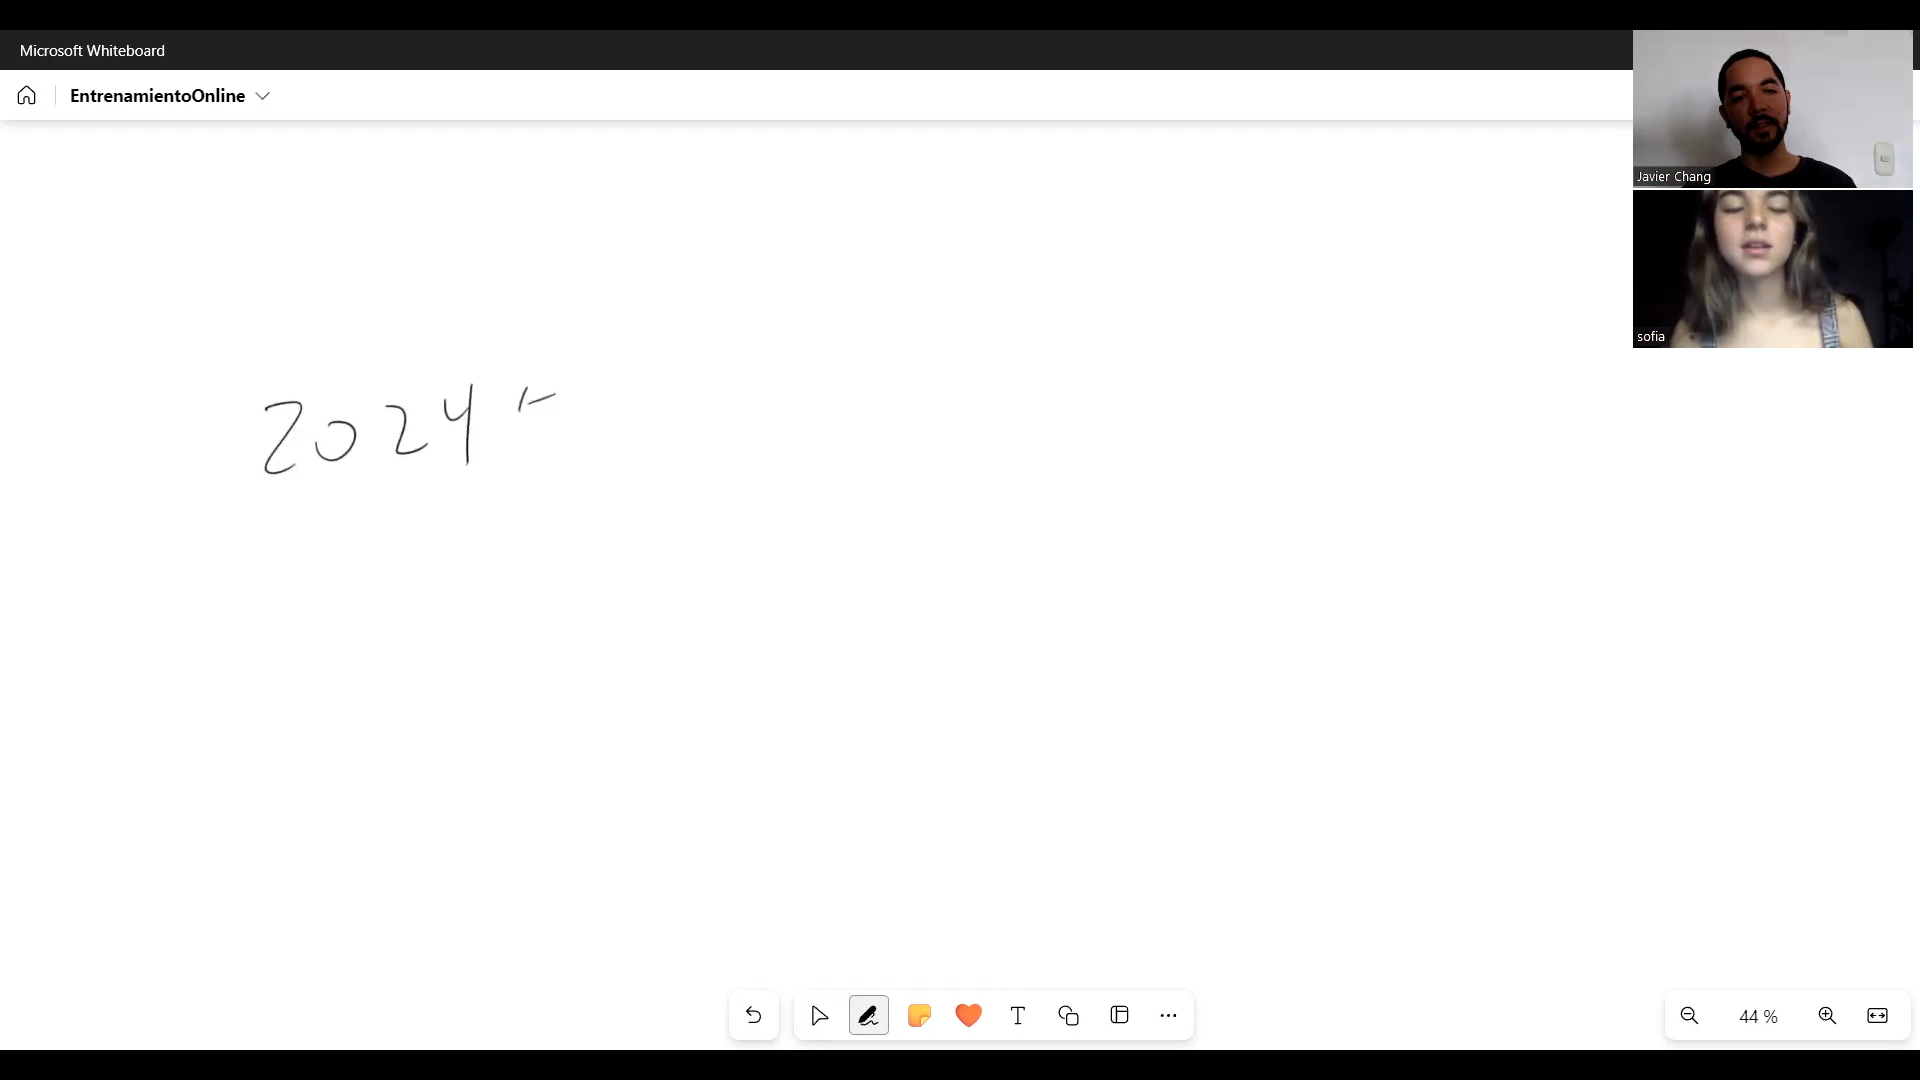 Microsoft Whiteboard
EntrenamientoOnline
Javier Chang
sofia
2024
44 %